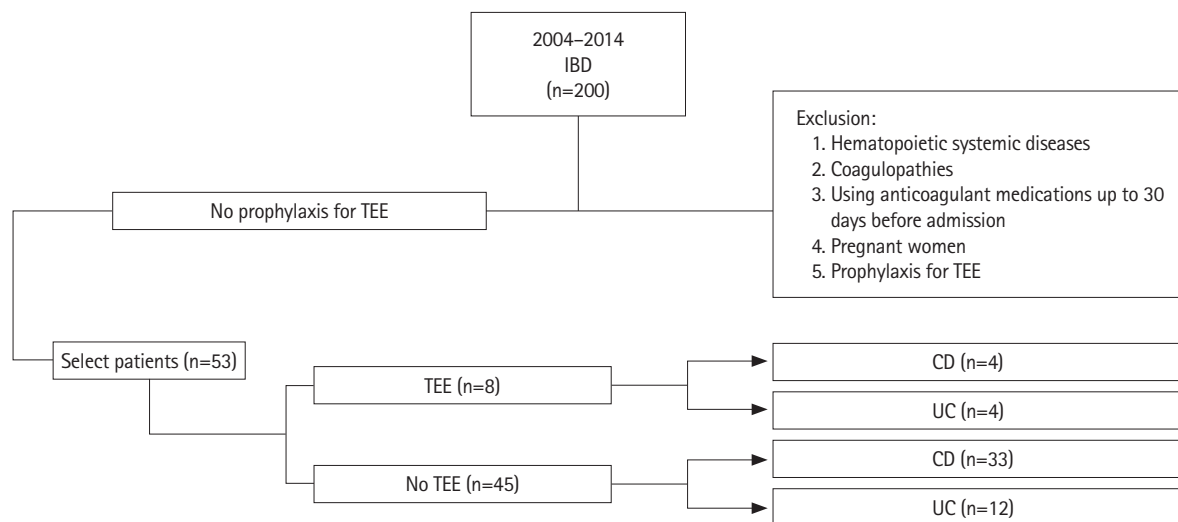 2004–2014
IBD
(n=200)
Exclusion:
1. Hematopoietic systemic diseases
2. Coagulopathies
3. Using anticoagulant medications up to 30
days before admission
4. Pregnant women
5. Prophylaxis for TEE
No prophylaxis for TEE
Select patients (n=53)
TEE (n=8)
CD (n=4)
UC (n=4)
No TEE (n=45)
CD (n=33)
UC (n=12)